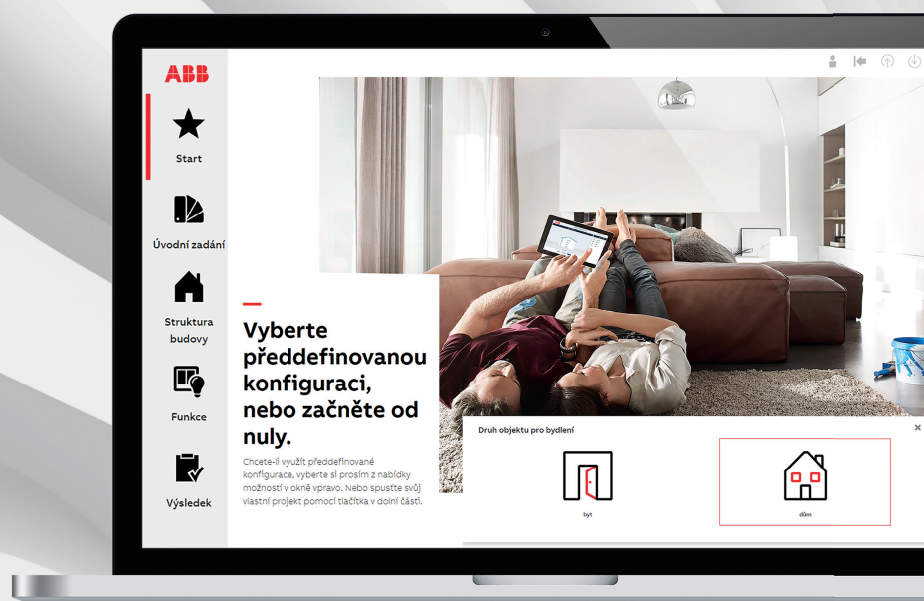 ABB
Start
Úvodní zadání
Struktura
budovy
Funkce
Výsledek
Vyberte
předdefinovanou
konfiguraci,
nebo začněte od
nuly.
Chcete-li využít předdefinované
konfigurace, vyberte si prosím z nabídky
možností v okně vpravo. Nebo spusťte svůj
vlastní projekt pomocí tlačítka v dolní části.
Druh objektu pro bydlení
byt
dům